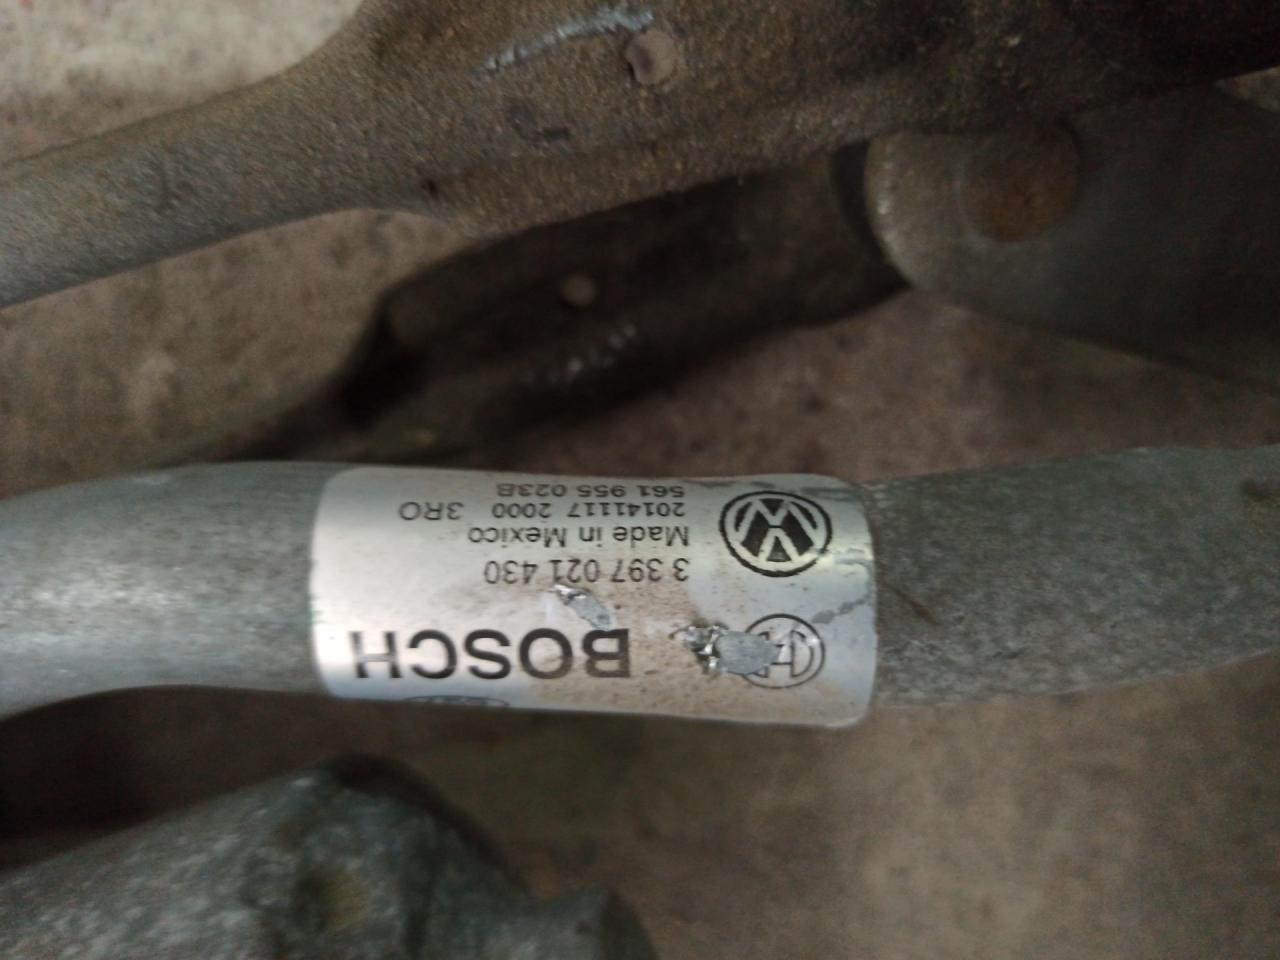 BOSCH
3 397 021 430
Made in Mexico
20141117 2000 3RO
561 955 023B